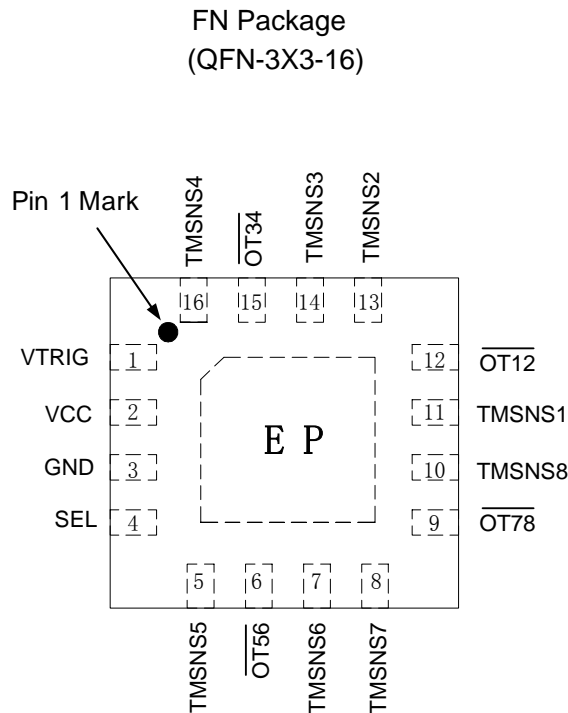 FN Package
(QFN-3X3-16)
Pin 1 Mark
TMSNS4
OT34
TMSNS3
TMSNS2
16
15
14
13
VTRIG
1
VCC
2
GND
3
SEL
4
12
OT12
11
TMSNS1
10
TMSNS8
9
OT78
EP
5
6
7
8
TMSNS5
OT56
TMSNS6
TMSNS7